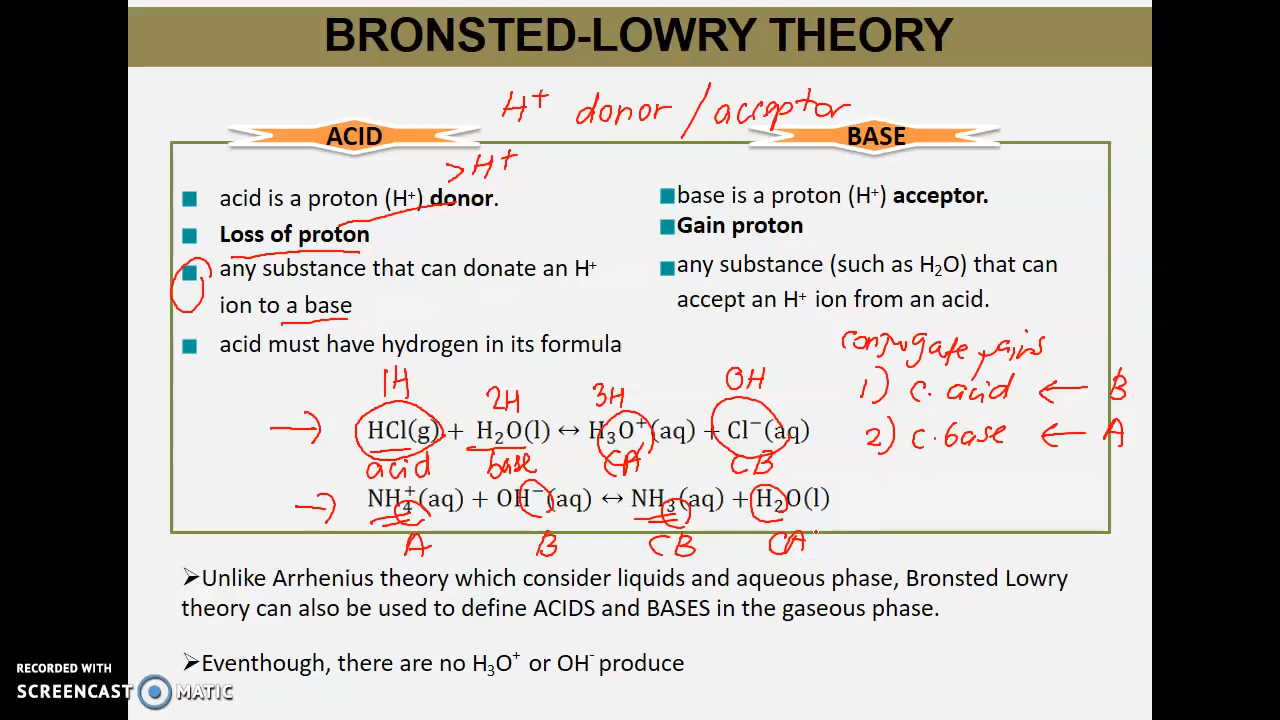 BRONSTED-LOWRY THEORY
H+ donor / acceptor
ACID
BASE
> H+
■ acid is a proton (H⁺) donor.
■ Loss of proton
■ any substance that can donate an H⁺
ion to a base
■ acid must have hydrogen in its formula
■ base is a proton (H⁺) acceptor.
■ Gain proton
■ any substance (such as H₂O) that can
accept an H⁺ ion from an acid.
conjugate pairs
1) c. acid ← B
2) c. base ← A
1H 2H 3H 0H
→ HCl(g) + H₂O(l) ↔ H₃O⁺(aq) + Cl⁻(aq)
acid base CA CB
→ NH₄⁺(aq) + OH⁻(aq) ↔ NH₃(aq) + H₂O(l)
A B CB CA
➢Unlike Arrhenius theory which consider liquids and aqueous phase, Bronsted Lowry
theory can also be used to define ACIDS and BASES in the gaseous phase.
➢Eventhough, there are no H₃O⁺ or OH⁻ produce
RECORDED WITH
SCREENCAST MATIC